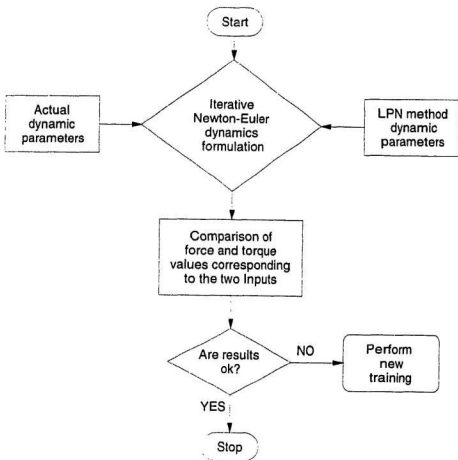 Start
Actual
dynamic
parameters
Iterative
Newton-Euler
dynamics
formulation
LPN method
dynamic
parameters
Comparison of
force and torque
values corresponding
to the two Inputs
Are results
ok?
NO
Perform
new
training
YES
Stop